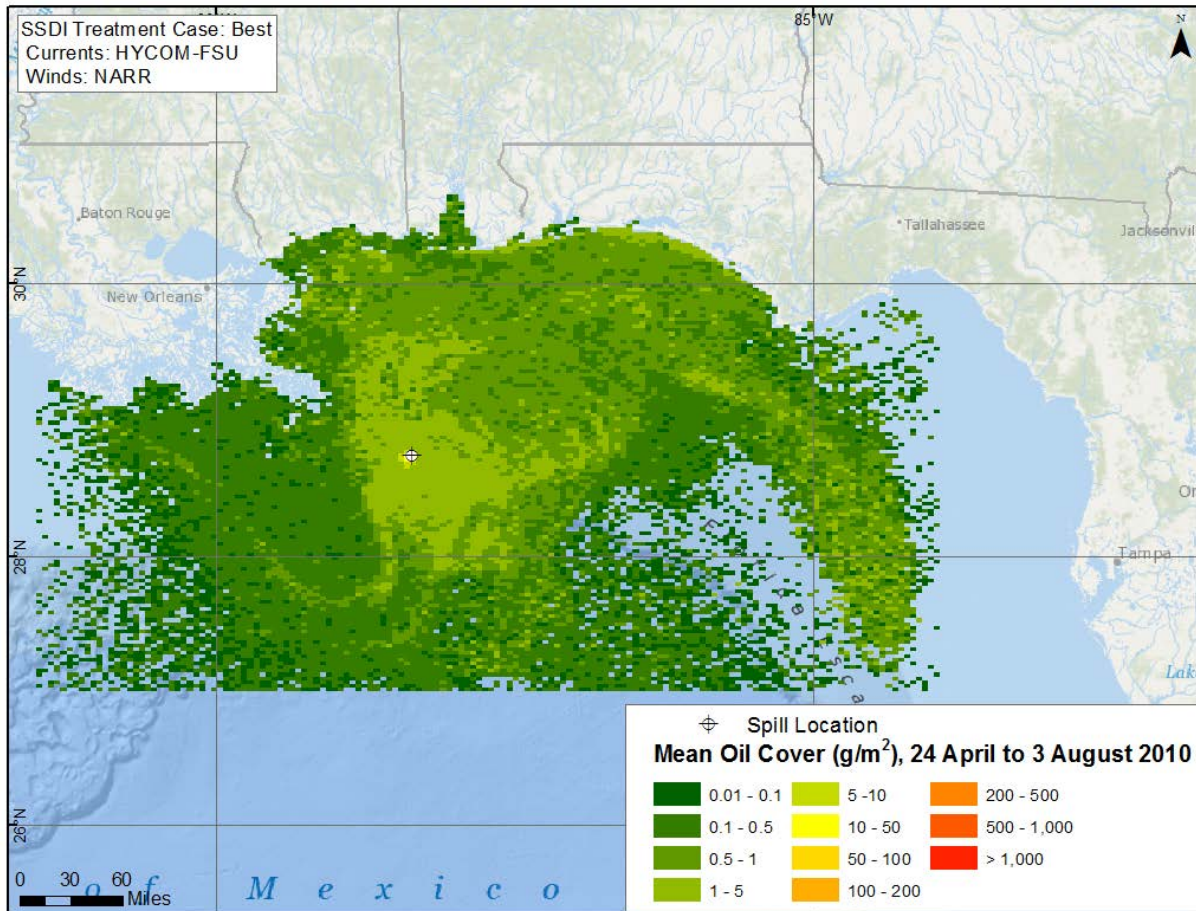 SSDI Treatment Case: Best
Currents: HYCOM-FSU
Winds: NARR
85°W
N
Baton Rouge
Tallahassee
Jacksonvil
30°N
New Orleans
Or
28°N
Tampa
Lak
Spill Location
Mean Oil Cover (g/m²), 24 April to 3 August 2010
0.01 - 0.1
5 -10
200 - 500
0.1 - 0.5
10 - 50
500 - 1,000
0.5 - 1
50 - 100
> 1,000
1 - 5
100 - 200
26°N
0 30 60
Miles
o f M e x i c o